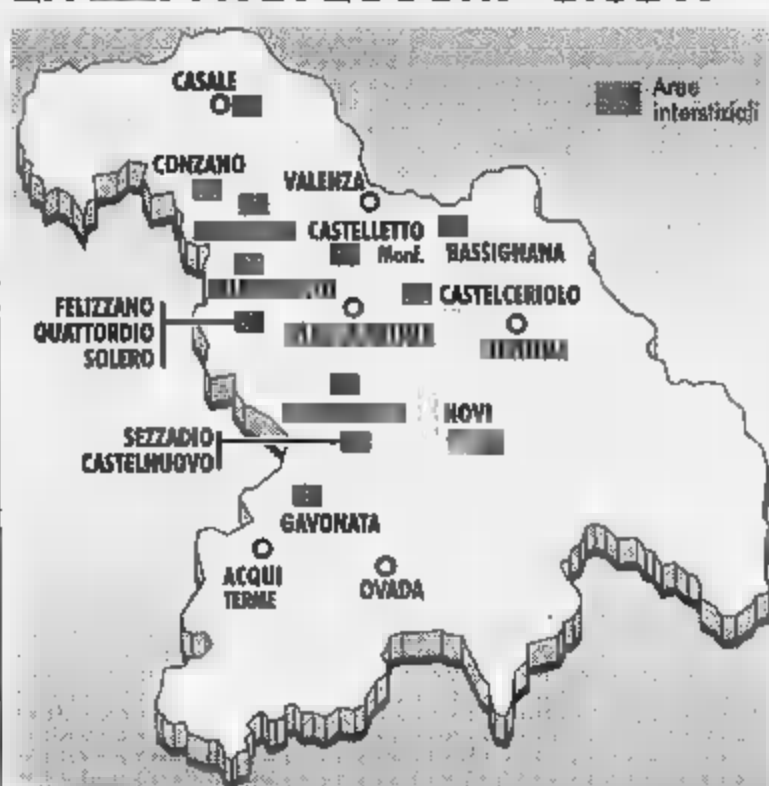 CASALE
Aree
interstiziali
CONZANO
VALENZA
CASTELLETTO
Monf.
BASSIGNANA
CASTELCERIOLO
FELIZZANO
QUATTORDIO
SOLERO
NOVI
SEZZADIO
CASTELNUOVO
GAVONATA
ACQUI
TERME
OVADA